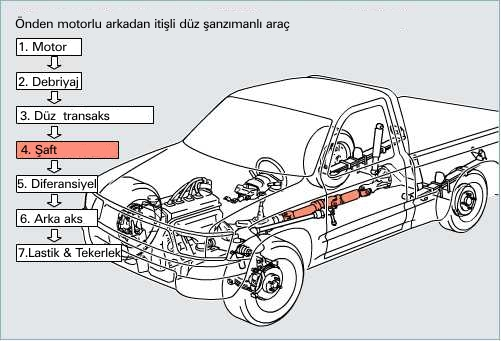 Önden motorlu arkadan itişli düz şanzımanlı araç
1. Motor
2. Debriyaj
3. Düz transaks
4. Şaft
5. Diferansiyel
6. Arka aks
7.Lastik & Tekerlek